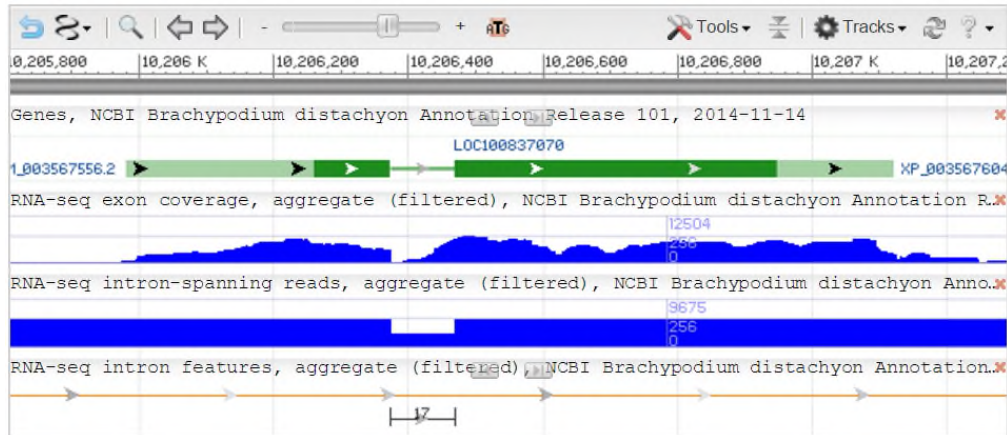 - + ATG Tools Tracks ?
0,205,800 10,206 K 10,206,200 10,206,400 10,206,600 10,206,800 10,207 K 10,207,2
Genes, NCBI Brachypodium distachyon Annotation Release 101, 2014-11-14
LOC100837070
1_003567556.2 XP_003567604
RNA-seq exon coverage, aggregate (filtered), NCBI Brachypodium distachyon Annotation R…
12504
256
0
RNA-seq intron-spanning reads, aggregate (filtered), NCBI Brachypodium distachyon Anno…
9675
256
0
RNA-seq intron features, aggregate (filtered), NCBI Brachypodium distachyon Annotation…
17